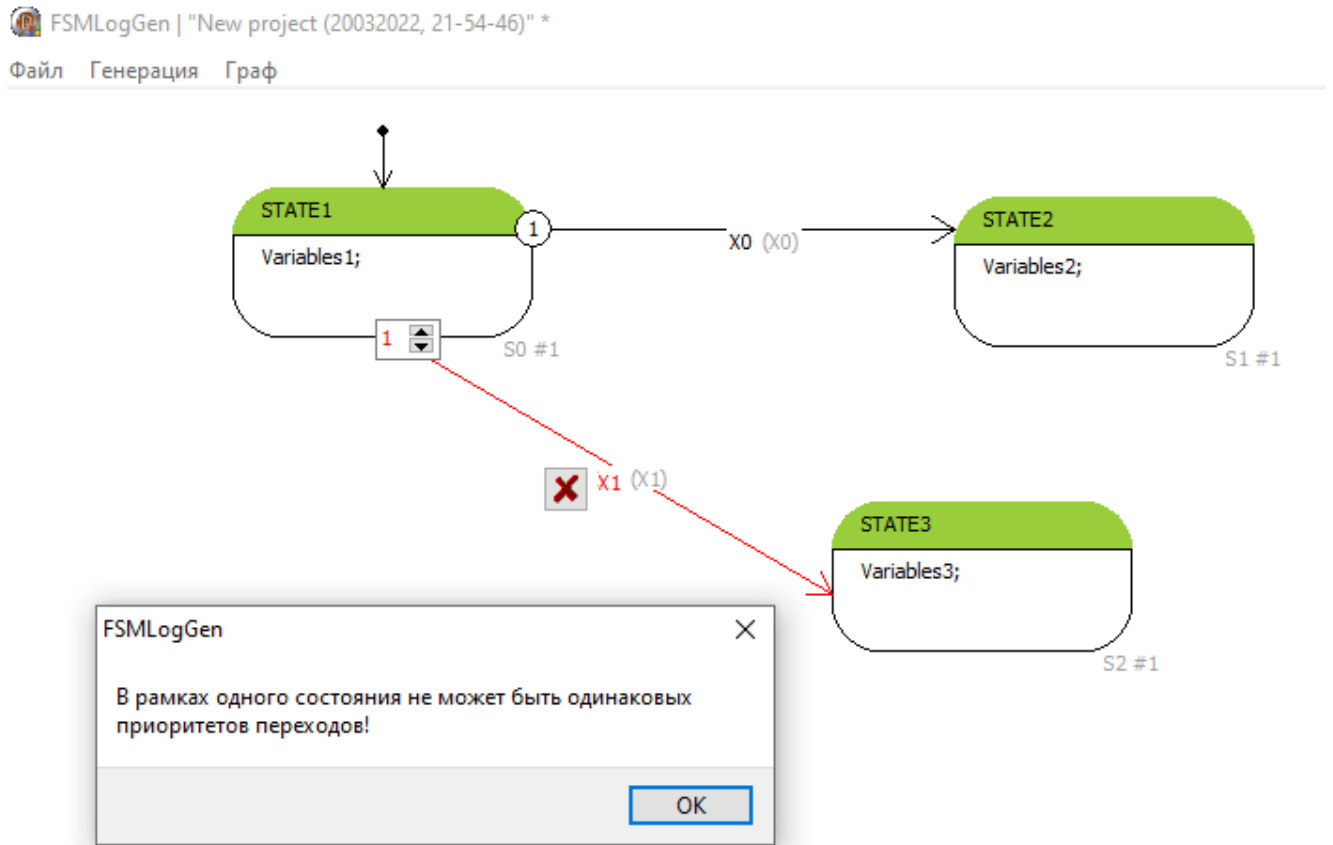 FSMLogGen | "New project (20032022, 21-54-46)" *
Файл Генерация Граф
STATE1
1
Variables1;
X0 (X0)
STATE2
Variables2;
1
S0 #1
S1 #1
X1 (X1)
STATE3
Variables3;
S2 #1
FSMLogGen
В рамках одного состояния не может быть одинаковых
приоритетов переходов!
OK